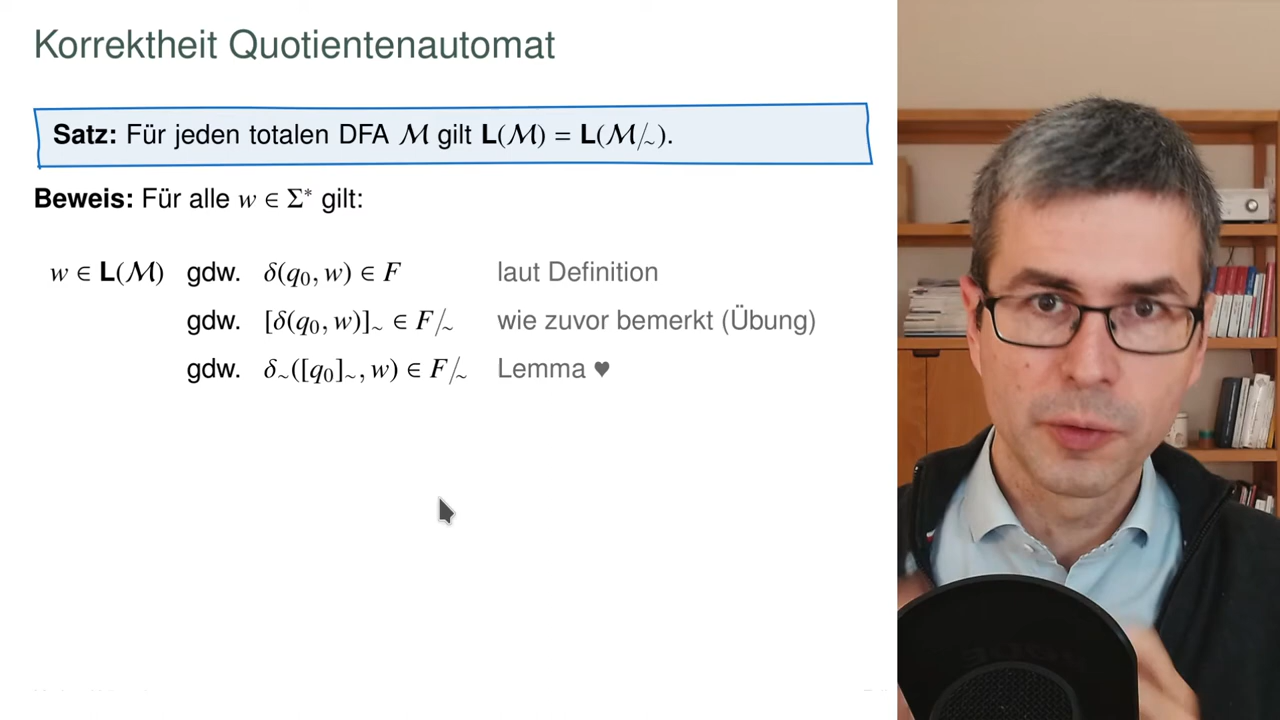 Korrektheit Quotientenautomat
Satz: Für jeden totalen DFA ℳ gilt L(ℳ) = L(ℳ/∼).
Beweis: Für alle w ∈ Σ* gilt:
w ∈ L(ℳ) gdw. δ(q₀, w) ∈ F laut Definition
gdw. [δ(q₀, w)]∼ ∈ F/∼ wie zuvor bemerkt (Übung)
gdw. δ∼([q₀]∼, w) ∈ F/∼ Lemma ♥